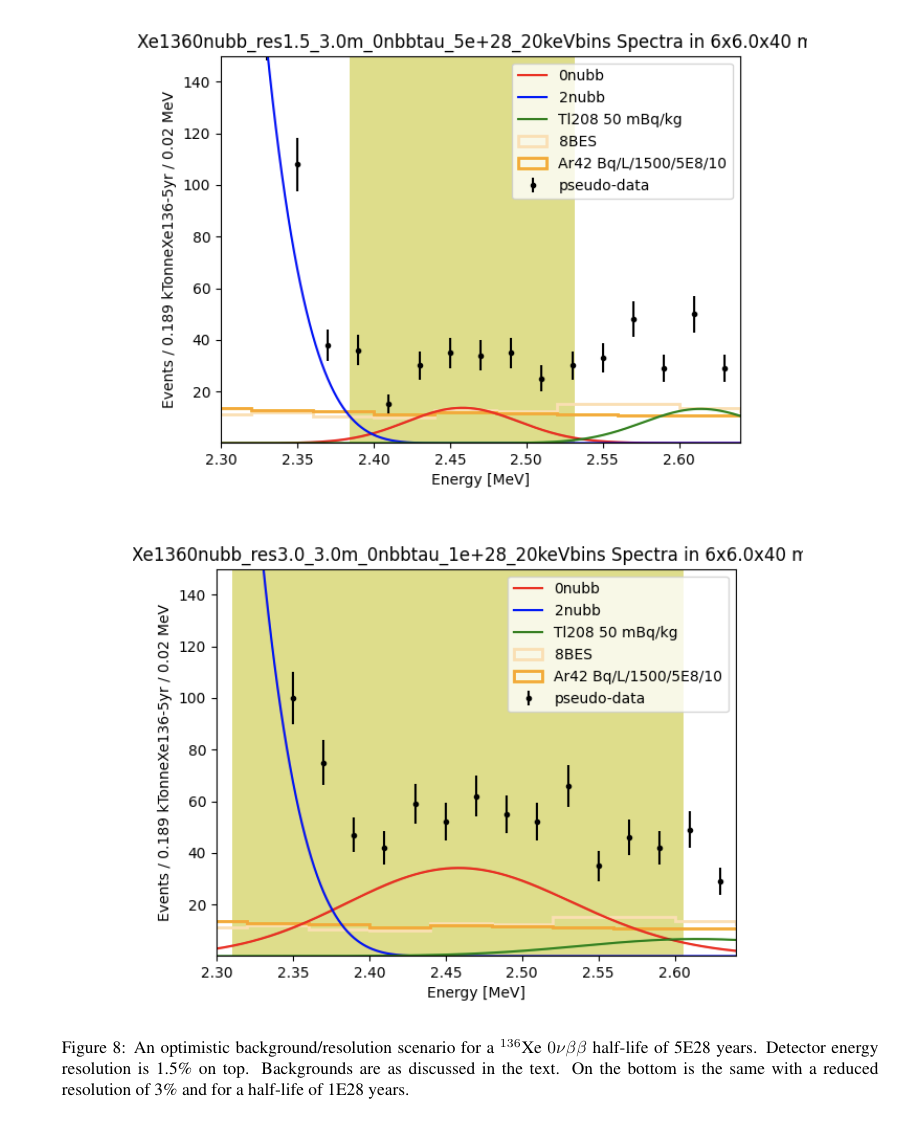 Xe1360nubb_res1.5_3.0m_0nbbtau_5e+28_20keVbins Spectra in 6x6.0x40 m
Events / 0.189 kTonneXe136-5yr / 0.02 MeV
140
120
100
80
60
40
20
0nubb
2nubb
Tl208 50 mBq/kg
8BES
Ar42 Bq/L/1500/5E8/10
pseudo-data
2.30 2.35 2.40 2.45 2.50 2.55 2.60
Energy [MeV]
Xe1360nubb_res3.0_3.0m_0nbbtau_1e+28_20keVbins Spectra in 6x6.0x40 m
Events / 0.189 kTonneXe136-5yr / 0.02 MeV
140
120
100
80
60
40
20
0nubb
2nubb
Tl208 50 mBq/kg
8BES
Ar42 Bq/L/1500/5E8/10
pseudo-data
2.30 2.35 2.40 2.45 2.50 2.55 2.60
Energy [MeV]
Figure 8: An optimistic background/resolution scenario for a ¹³⁶Xe 0νββ half-life of 5E28 years. Detector energy
resolution is 1.5% on top. Backgrounds are as discussed in the text. On the bottom is the same with a reduced
resolution of 3% and for a half-life of 1E28 years.